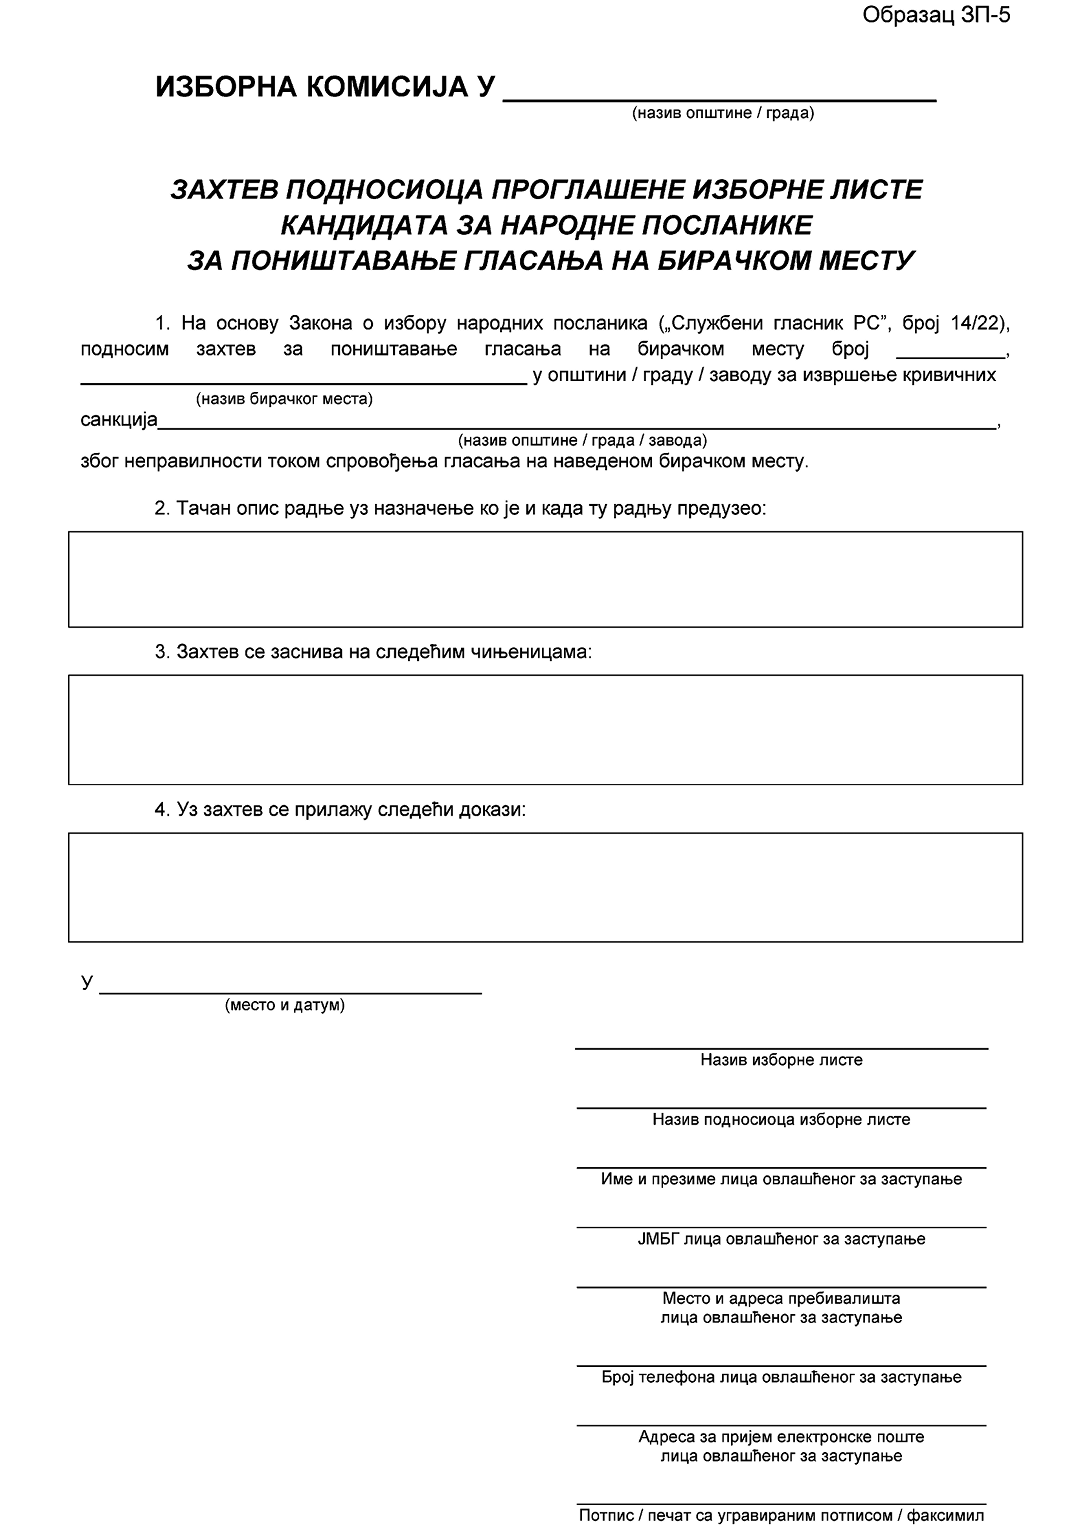 Образац ЗП-5
ИЗБОРНА КОМИСИЈА У
(назив општине / града)
ЗАХТЕВ ПОДНОСИОЦА ПРОГЛАШЕНЕ ИЗБОРНЕ ЛИСТЕ
КАНДИДАТА ЗА НАРОДНЕ ПОСЛАНИКЕ
ЗА ПОНИШТАВАЊЕ ГЛАСАЊА НА БИРАЧКОМ МЕСТУ
1. На основу Закона о избору народних посланика („Службени гласник РС”, број 14/22),
подносим захтев за поништавање гласања на бирачком месту број __________,
________________________________________ у општини / граду / заводу за извршење кривичних
(назив бирачког места)
санкција____________________________________________________________________________,
(назив општине / града / завода)
због неправилности током спровођења гласања на наведеном бирачком месту.
2. Тачан опис радње уз назначење ко је и када ту радњу предузео:
3. Захтев се заснива на следећим чињеницама:
4. Уз захтев се прилажу следећи докази:
У
(место и датум)
Назив изборне листе
Назив подносиоца изборне листе
Име и презиме лица овлашћеног за заступање
ЈМБГ лица овлашћеног за заступање
Место и адреса пребивалишта
лица овлашћеног за заступање
Број телефона лица овлашћеног за заступање
Адреса за пријем електронске поште
лица овлашћеног за заступање
Потпис / печат са угравираним потписом / факсимил